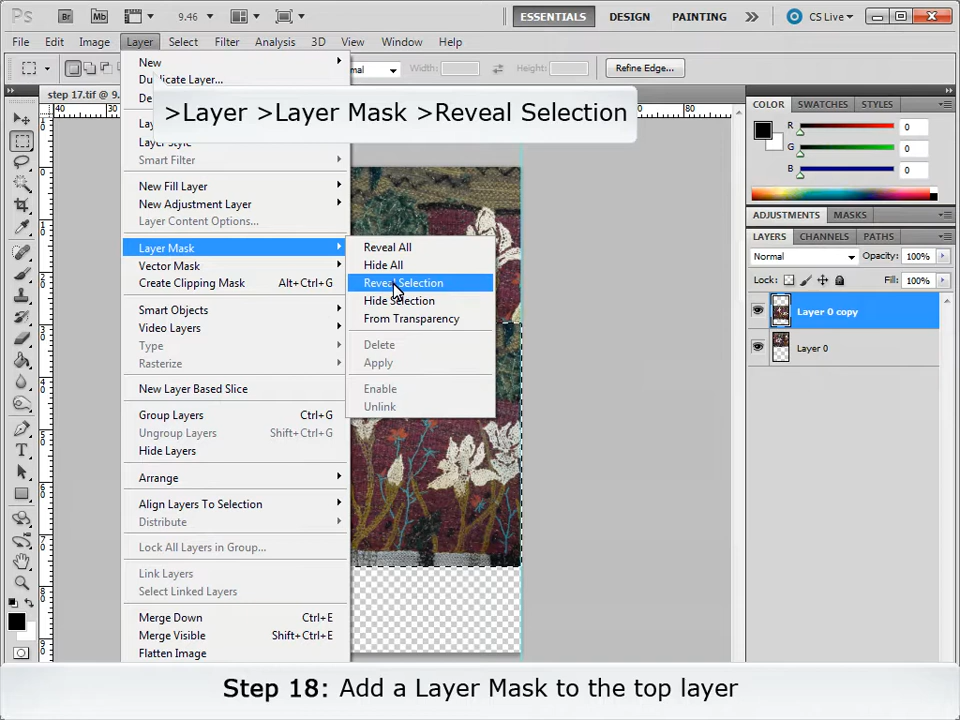 Ps Br Mb 9.46 ESSENTIALS DESIGN PAINTING CS Live
File Edit Image Layer Select Filter Analysis 3D View Window Help
Width: Height: Refine Edge...
step 17.tif @ 9.
>Layer >Layer Mask >Reveal Selection
New
Duplicate Layer...
Layer Style
Smart Filter
New Fill Layer
New Adjustment Layer
Layer Content Options...
Layer Mask
Vector Mask
Create Clipping Mask Alt+Ctrl+G
Smart Objects
Video Layers
Type
Rasterize
New Layer Based Slice
Group Layers Ctrl+G
Ungroup Layers Shift+Ctrl+G
Hide Layers
Arrange
Align Layers To Selection
Distribute
Lock All Layers in Group...
Link Layers
Select Linked Layers
Merge Down Ctrl+E
Merge Visible Shift+Ctrl+E
Flatten Image
Reveal All
Hide All
Reveal Selection
Hide Selection
From Transparency
Delete
Apply
Enable
Unlink
COLOR SWATCHES STYLES
R 0
G 0
B 0
ADJUSTMENTS MASKS
LAYERS CHANNELS PATHS
Normal Opacity: 100%
Lock: Fill: 100%
Layer 0 copy
Layer 0
Step 18: Add a Layer Mask to the top layer